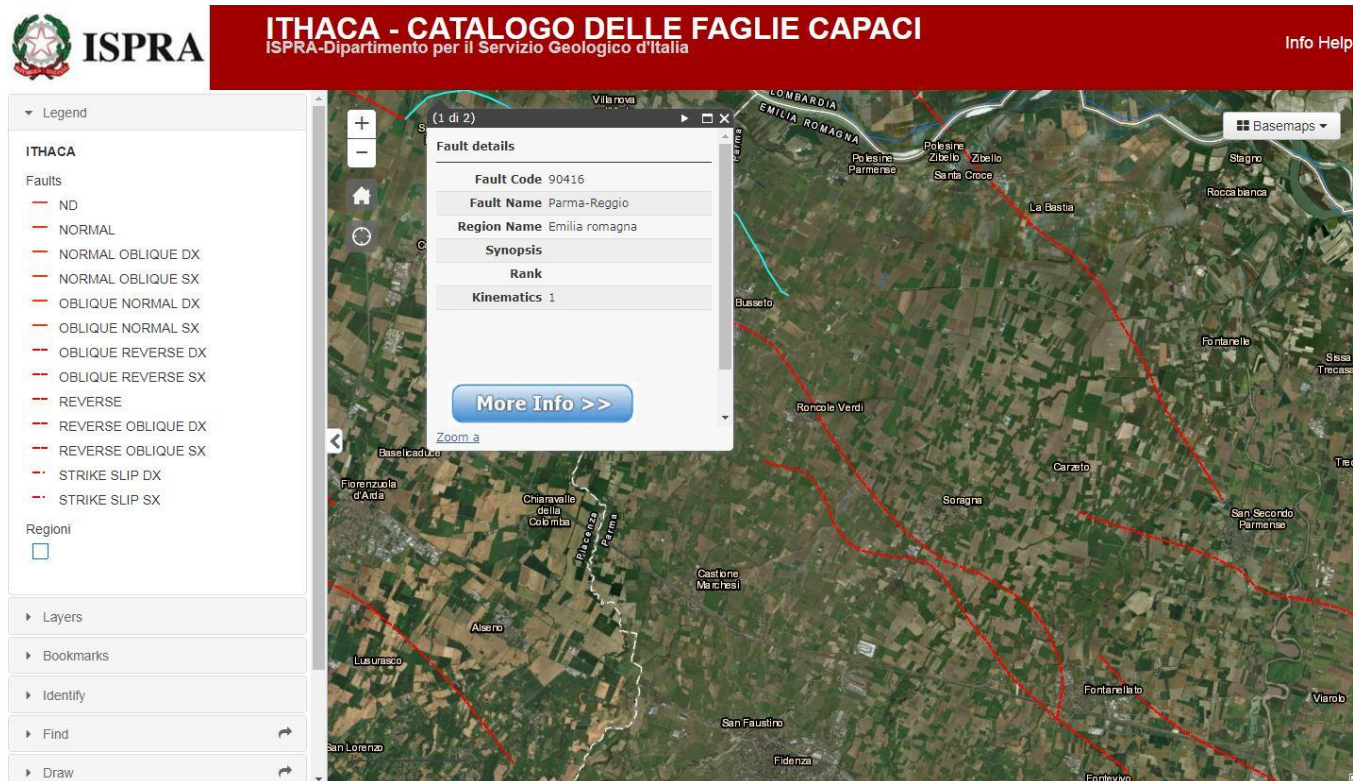 ISPRA
ITHACA - CATALOGO DELLE FAGLIE CAPACI
ISPRA-Dipartimento per il Servizio Geologico d'Italia
Info Help
Legend
ITHACA
Faults
ND
NORMAL
NORMAL OBLIQUE DX
NORMAL OBLIQUE SX
OBLIQUE NORMAL DX
OBLIQUE NORMAL SX
OBLIQUE REVERSE DX
OBLIQUE REVERSE SX
REVERSE
REVERSE OBLIQUE DX
REVERSE OBLIQUE SX
STRIKE SLIP DX
STRIKE SLIP SX
Regioni
Layers
Bookmarks
Identify
Find
Draw
(1 di 2)
Fault details
Fault Code 90416
Fault Name Parma-Reggio
Region Name Emilia romagna
Synopsis
Rank
Kinematics 1
More Info >>
Zoom a
Basemaps
Villanova
LOMBARDIA
EMILIA ROMAGNA
Parma
Polesine
Parmense
Polesine
Zibello
Zibello
Santa Croce
Stagno
Roccabianca
La Bastia
Busseto
Fontanelle
Sissa
Trecasa
Roncole Verdi
Baselicaduce
Fiorenzuola
d'Arda
Chiaravalle
della
Colomba
Piacenza
Parma
Carzeto
Soragna
San Secondo
Parmense
Castione
Marchesi
Alseno
Lusurasco
Fontanellato
Viarolo
San Faustino
San Lorenzo
Fidenza
Fontevivo